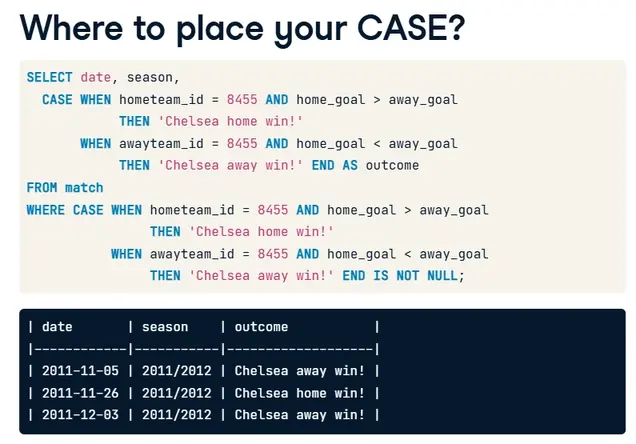 Where to place your CASE?
SELECT date, season,
CASE WHEN hometeam_id = 8455 AND home_goal > away_goal
THEN 'Chelsea home win!'
WHEN awayteam_id = 8455 AND home_goal < away_goal
THEN 'Chelsea away win!' END AS outcome
FROM match
WHERE CASE WHEN hometeam_id = 8455 AND home_goal > away_goal
THEN 'Chelsea home win!'
WHEN awayteam_id = 8455 AND home_goal < away_goal
THEN 'Chelsea away win!' END IS NOT NULL;
| date | season | outcome |
|------------|-----------|-------------------|
| 2011-11-05 | 2011/2012 | Chelsea away win! |
| 2011-11-26 | 2011/2012 | Chelsea home win! |
| 2011-12-03 | 2011/2012 | Chelsea away win! |